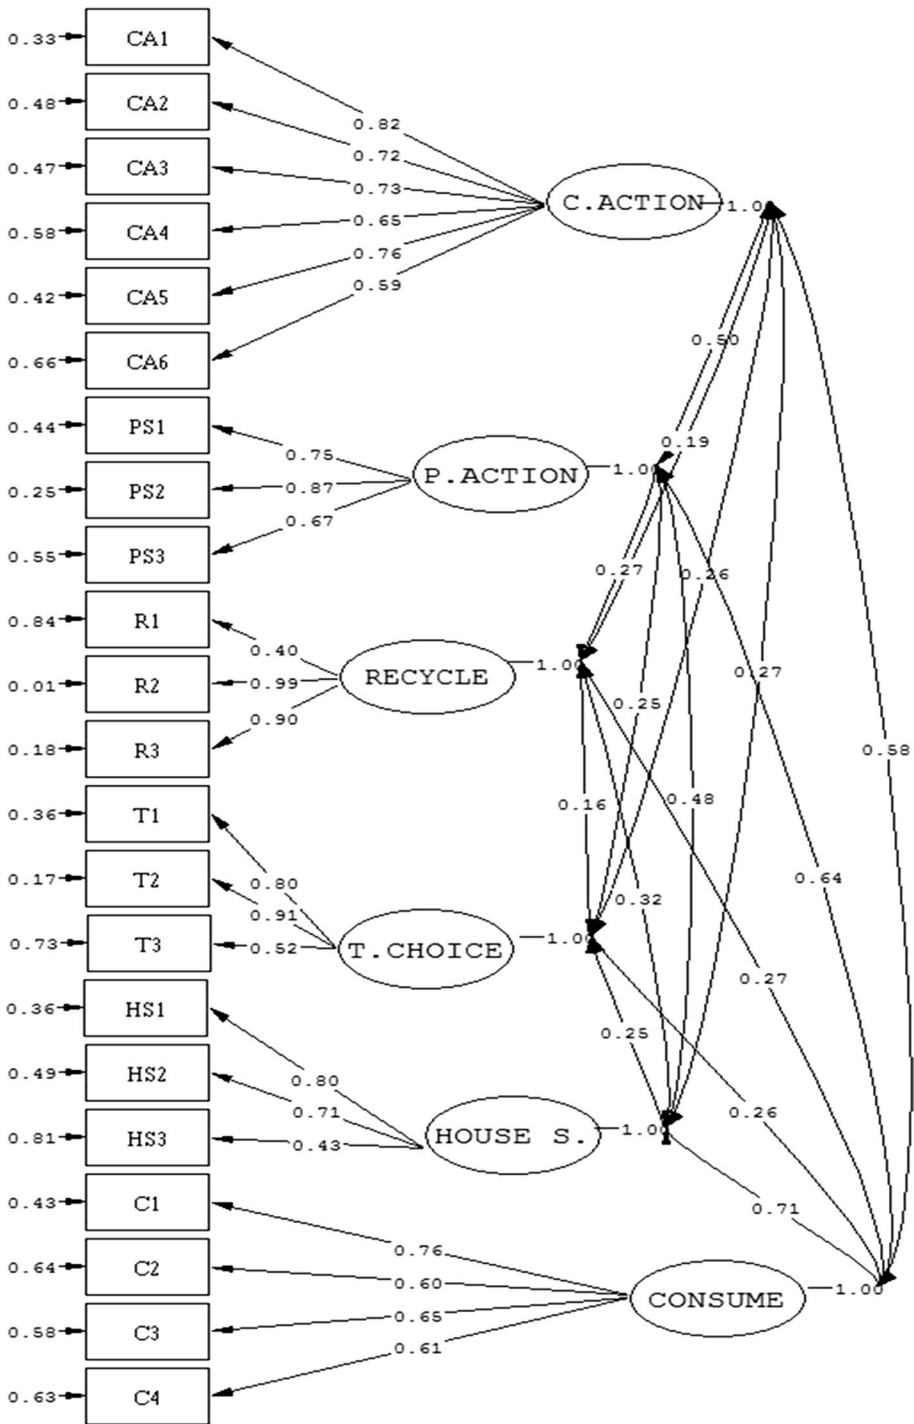 0.33 CA1
0.82
0.48 CA2
0.72
0.47 CA3
0.73
C.ACTION 1.00
0.58 CA4
0.65
0.76
0.42 CA5
0.59
0.50
0.66 CA6
0.44 PS1
0.19
0.75
P.ACTION 1.00
0.25 PS2
0.87
0.67
0.55 PS3
0.27 0.26
0.84 R1
0.40
RECYCLE 1.00
0.27
0.01 R2
0.99
0.25
0.90
0.18 R3
0.58
0.16 0.48
0.36 T1
0.80
0.64
0.17 T2
0.32
0.91
0.73 T3
0.52
T.CHOICE 1.00
0.27
0.36 HS1
0.25
0.49 HS2
0.80
0.71
0.26
0.81 HS3
0.43
HOUSE S. 1.00
0.43 C1
0.71
0.76
0.64 C2
0.60
CONSUME 1.00
0.65
0.58 C3
0.61
0.63 C4